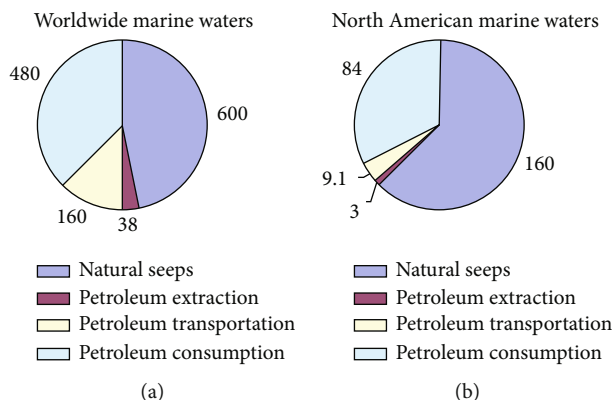 Worldwide marine waters
480
600
160
38
Natural seeps
Petroleum extraction
Petroleum transportation
Petroleum consumption
(a)
North American marine waters
84
160
9.1
3
Natural seeps
Petroleum extraction
Petroleum transportation
Petroleum consumption
(b)